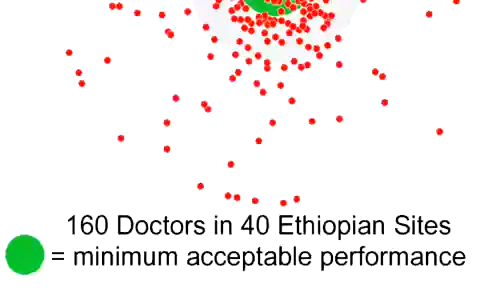 160 Doctors in 40 Ethiopian Sites
= minimum acceptable performance